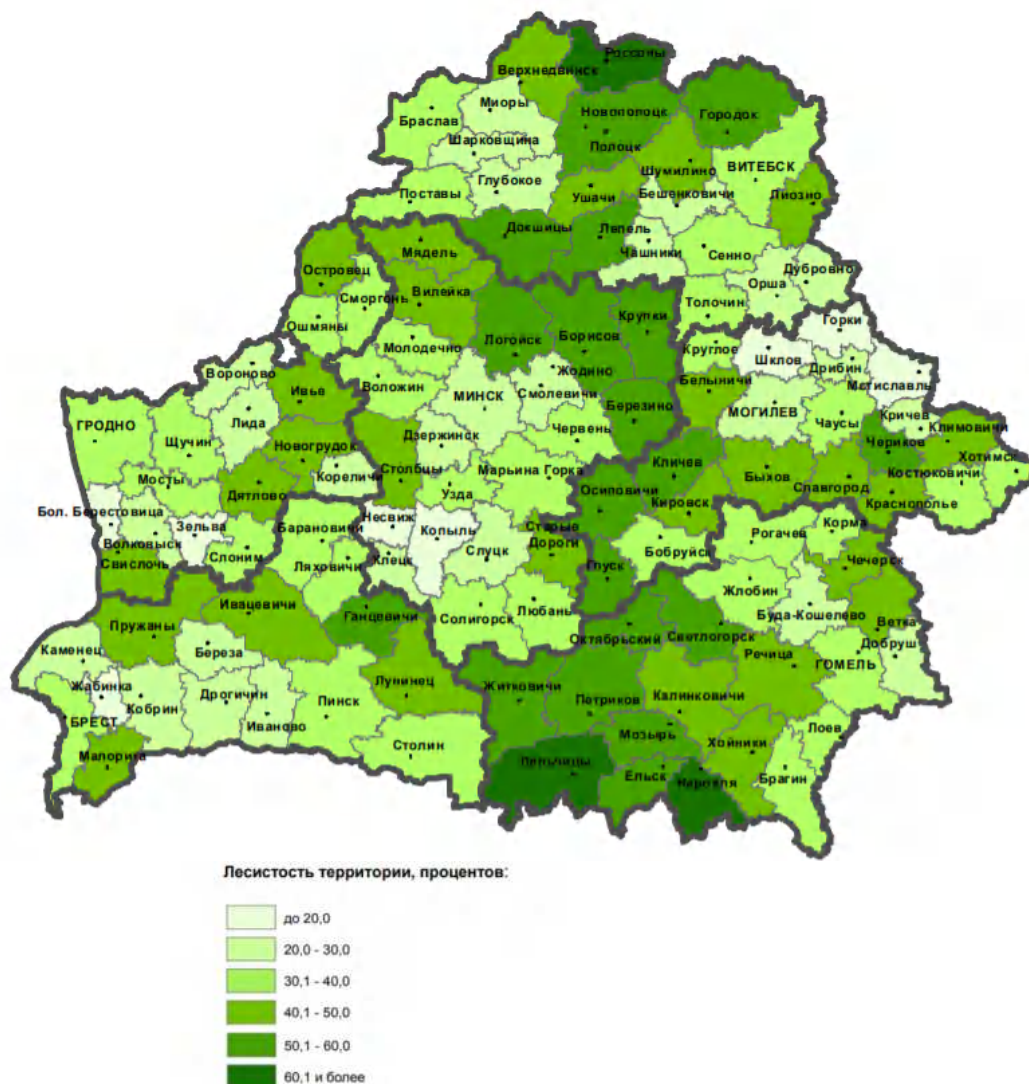 Россоны
Верхнедвинск
Миоры
Браслав
Новополоцк
Городок
Шарковщина
Полоцк
Шумилино
ВИТЕБСК
Глубокое
Поставы
Ушачи
Бешенковичи
Лиозно
Докшицы
Лепель
Чашники
Сенно
Мядель
Островец
Дубровно
Орша
Вилейка
Сморгонь
Толочин
Ошмяны
Крупки
Горки
Логойск
Борисов
Молодечно
Круглое
Шклов
Дрибин
Вороново
Воложин
Жодино
Мстиславль
Ивье
МИНСК
Смолевичи
Белыничи
Березино
МОГИЛЕВ
Кричев
ГРОДНО
Лида
Чаусы
Климовичи
Щучин
Новогрудок
Дзержинск
Червень
Чериков
Хотимск
Кореличи
Столбцы
Марьина Горка
Кличев
Быхов
Костюковичи
Мосты
Дятлово
Узда
Осиповичи
Славгород
Краснополье
Бол. Берестовица
Зельва
Несвиж
Кировск
Барановичи
Копыль
Старые
Дороги
Корма
Волковыск
Рогачев
Слоним
Слуцк
Бобруйск
Свислочь
Ляховичи
Клецк
Глуск
Чечерск
Жлобин
Ивацевичи
Любань
Ганцевичи
Солигорск
Буда-Кошелево
Пружаны
Ветка
Октябрьский
Светлогорск
Добруш
Каменец
Береза
Речица
ГОМЕЛЬ
Жабинка
Лунинец
Житковичи
Петриков
Калинковичи
Кобрин
Дрогичин
Пинск
БРЕСТ
Иваново
Лоев
Мозырь
Столин
Хойники
Малорита
Лельчицы
Ельск
Наровля
Брагин
Лесистость территории, процентов:
до 20,0
20,0 - 30,0
30,1 - 40,0
40,1 - 50,0
50,1 - 60,0
60,1 и более